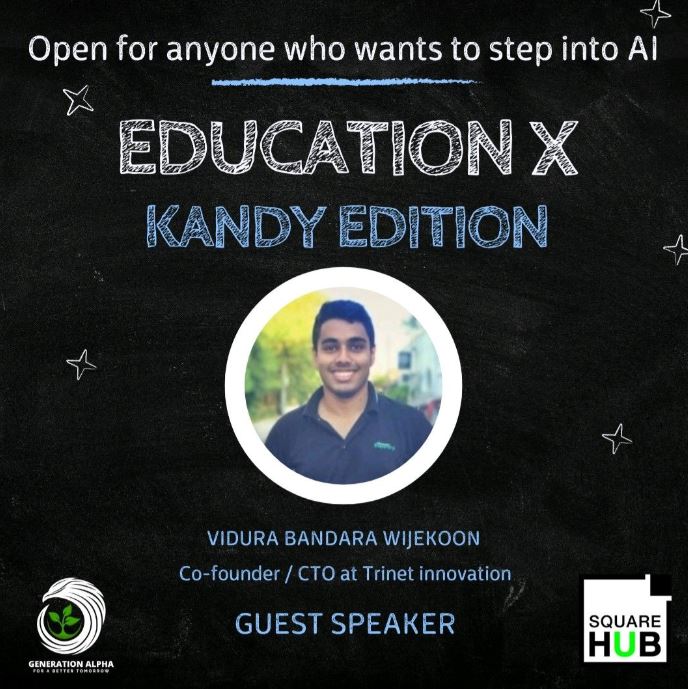 Open for anyone who wants to step into AI
EDUCATION X
KANDY EDITION
VIDURA BANDARA WIJEKOON
Co-founder / CTO at Trinet innovation
GUEST SPEAKER
GENERATION ALPHA
FOR A BETTER TOMORROW
SQUARE
HUB